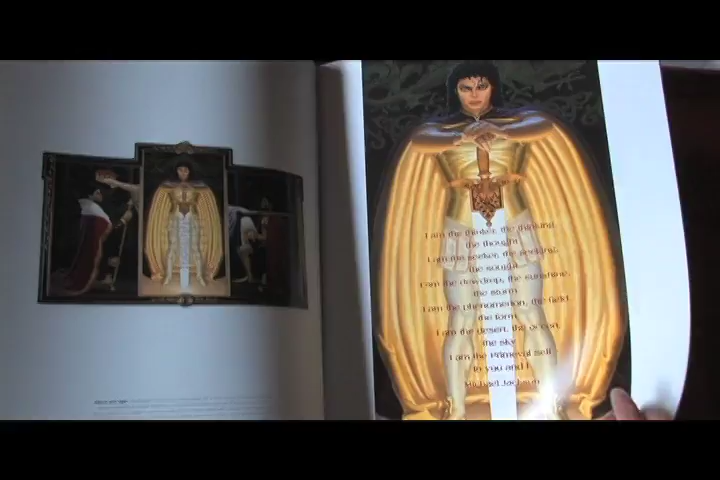 I am the thinker, the thinking,
the thought
I am the seeker, the seeking,
the sought
I am the dewdrop, the sunshine,
the storm
I am the phenomenon, the field,
the form
I am the desert, the ocean,
the sky
I am the Primeval Self
In you and I
Michael Jackson